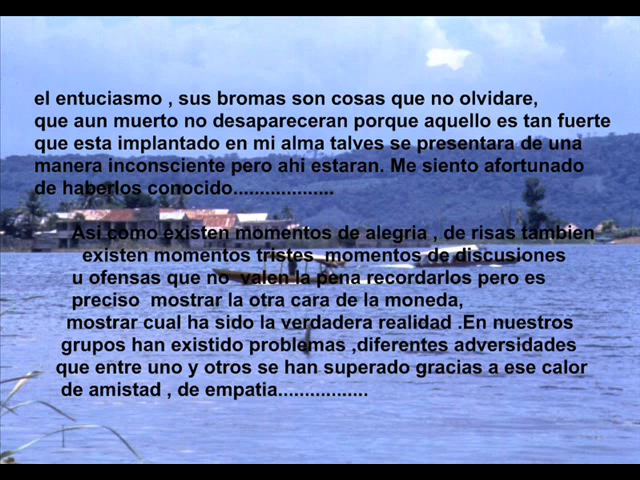 el entuciasmo , sus bromas son cosas que no olvidare,
que aun muerto no desapareceran porque aquello es tan fuerte
que esta implantado en mi alma talves se presentara de una
manera inconsciente pero ahi estaran. Me siento afortunado
de haberlos conocido...................
Asi como existen momentos de alegria , de risas tambien
existen momentos tristes, momentos de discusiones
u ofensas que no valen la pena recordarlos pero es
preciso mostrar la otra cara de la moneda,
mostrar cual ha sido la verdadera realidad .En nuestros
grupos han existido problemas ,diferentes adversidades
que entre uno y otros se han superado gracias a ese calor
de amistad , de empatia.................